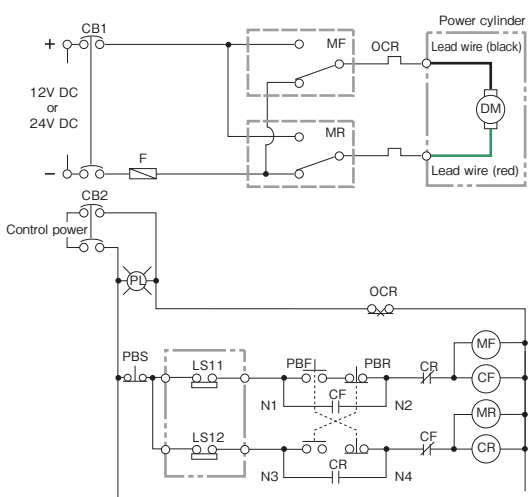 Power cylinder
CB1
+
MF
OCR
Lead wire (black)
12V DC
or
24V DC
DM
MR
F
−
Lead wire (red)
CB2
Control power
PL
OCR
MF
PBS
LS11
PBF
PBR
CR
CF
N1
CF
N2
MR
LS12
CF
CR
N3
CR
N4